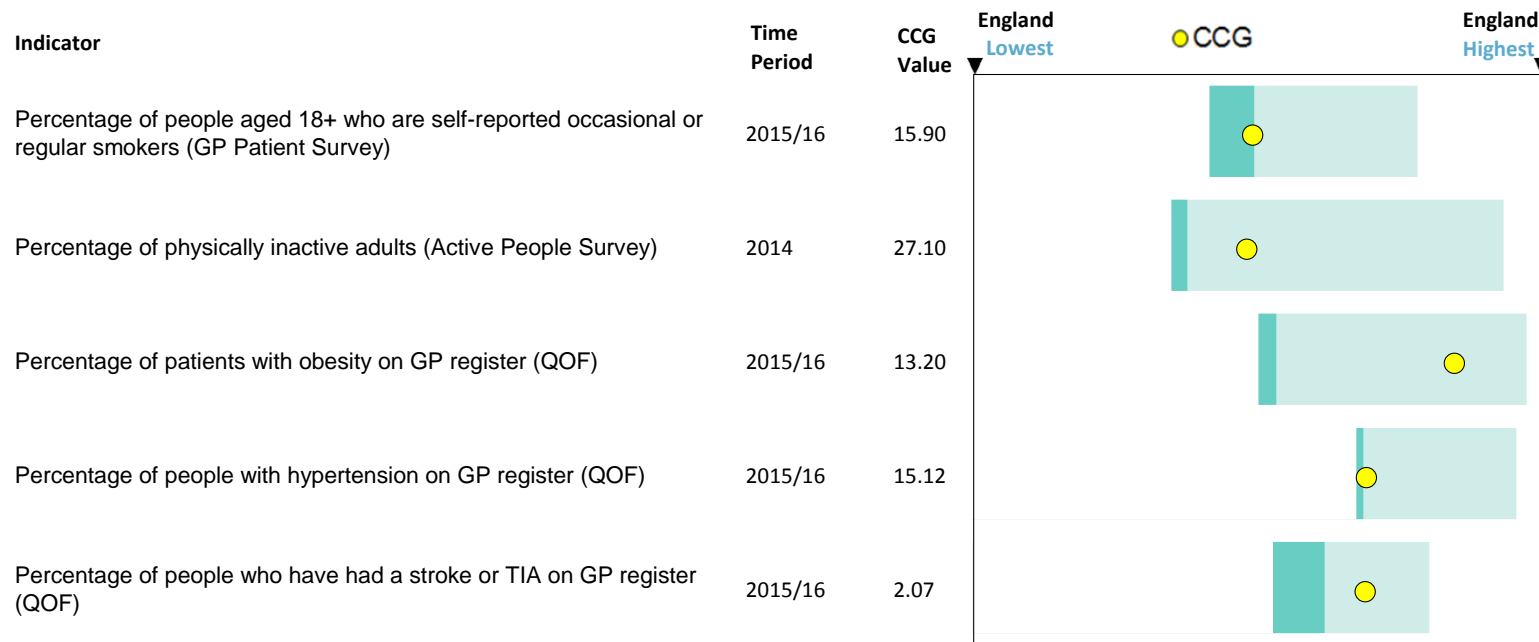 Indicator
Time
Period
CCG
Value
England
Lowest
CCG
England
Highest
Percentage of people aged 18+ who are self-reported occasional or
regular smokers (GP Patient Survey)
2015/16
15.90
Percentage of physically inactive adults (Active People Survey)
2014
27.10
Percentage of patients with obesity on GP register (QOF)
2015/16
13.20
Percentage of people with hypertension on GP register (QOF)
2015/16
15.12
Percentage of people who have had a stroke or TIA on GP register
(QOF)
2015/16
2.07